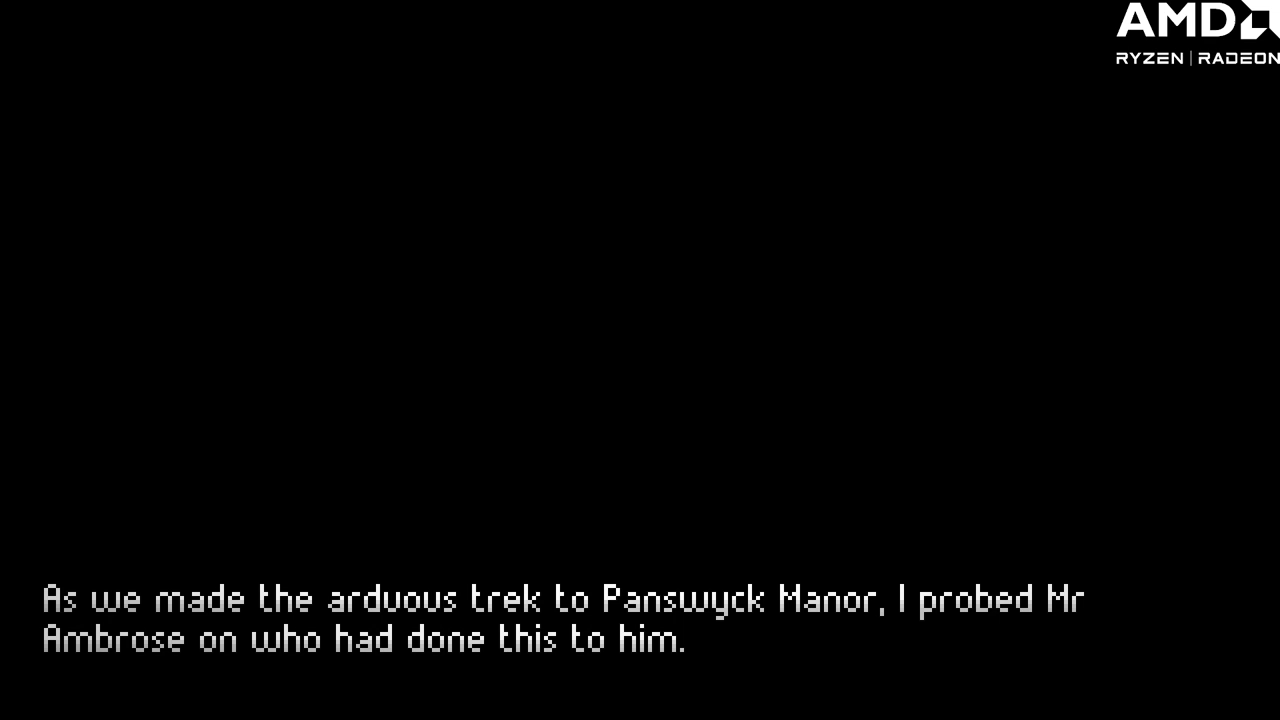 AMD
RYZEN | RADEON
As we made the arduous trek to Panswyck Manor, I probed Mr
Ambrose on who had done this to him.